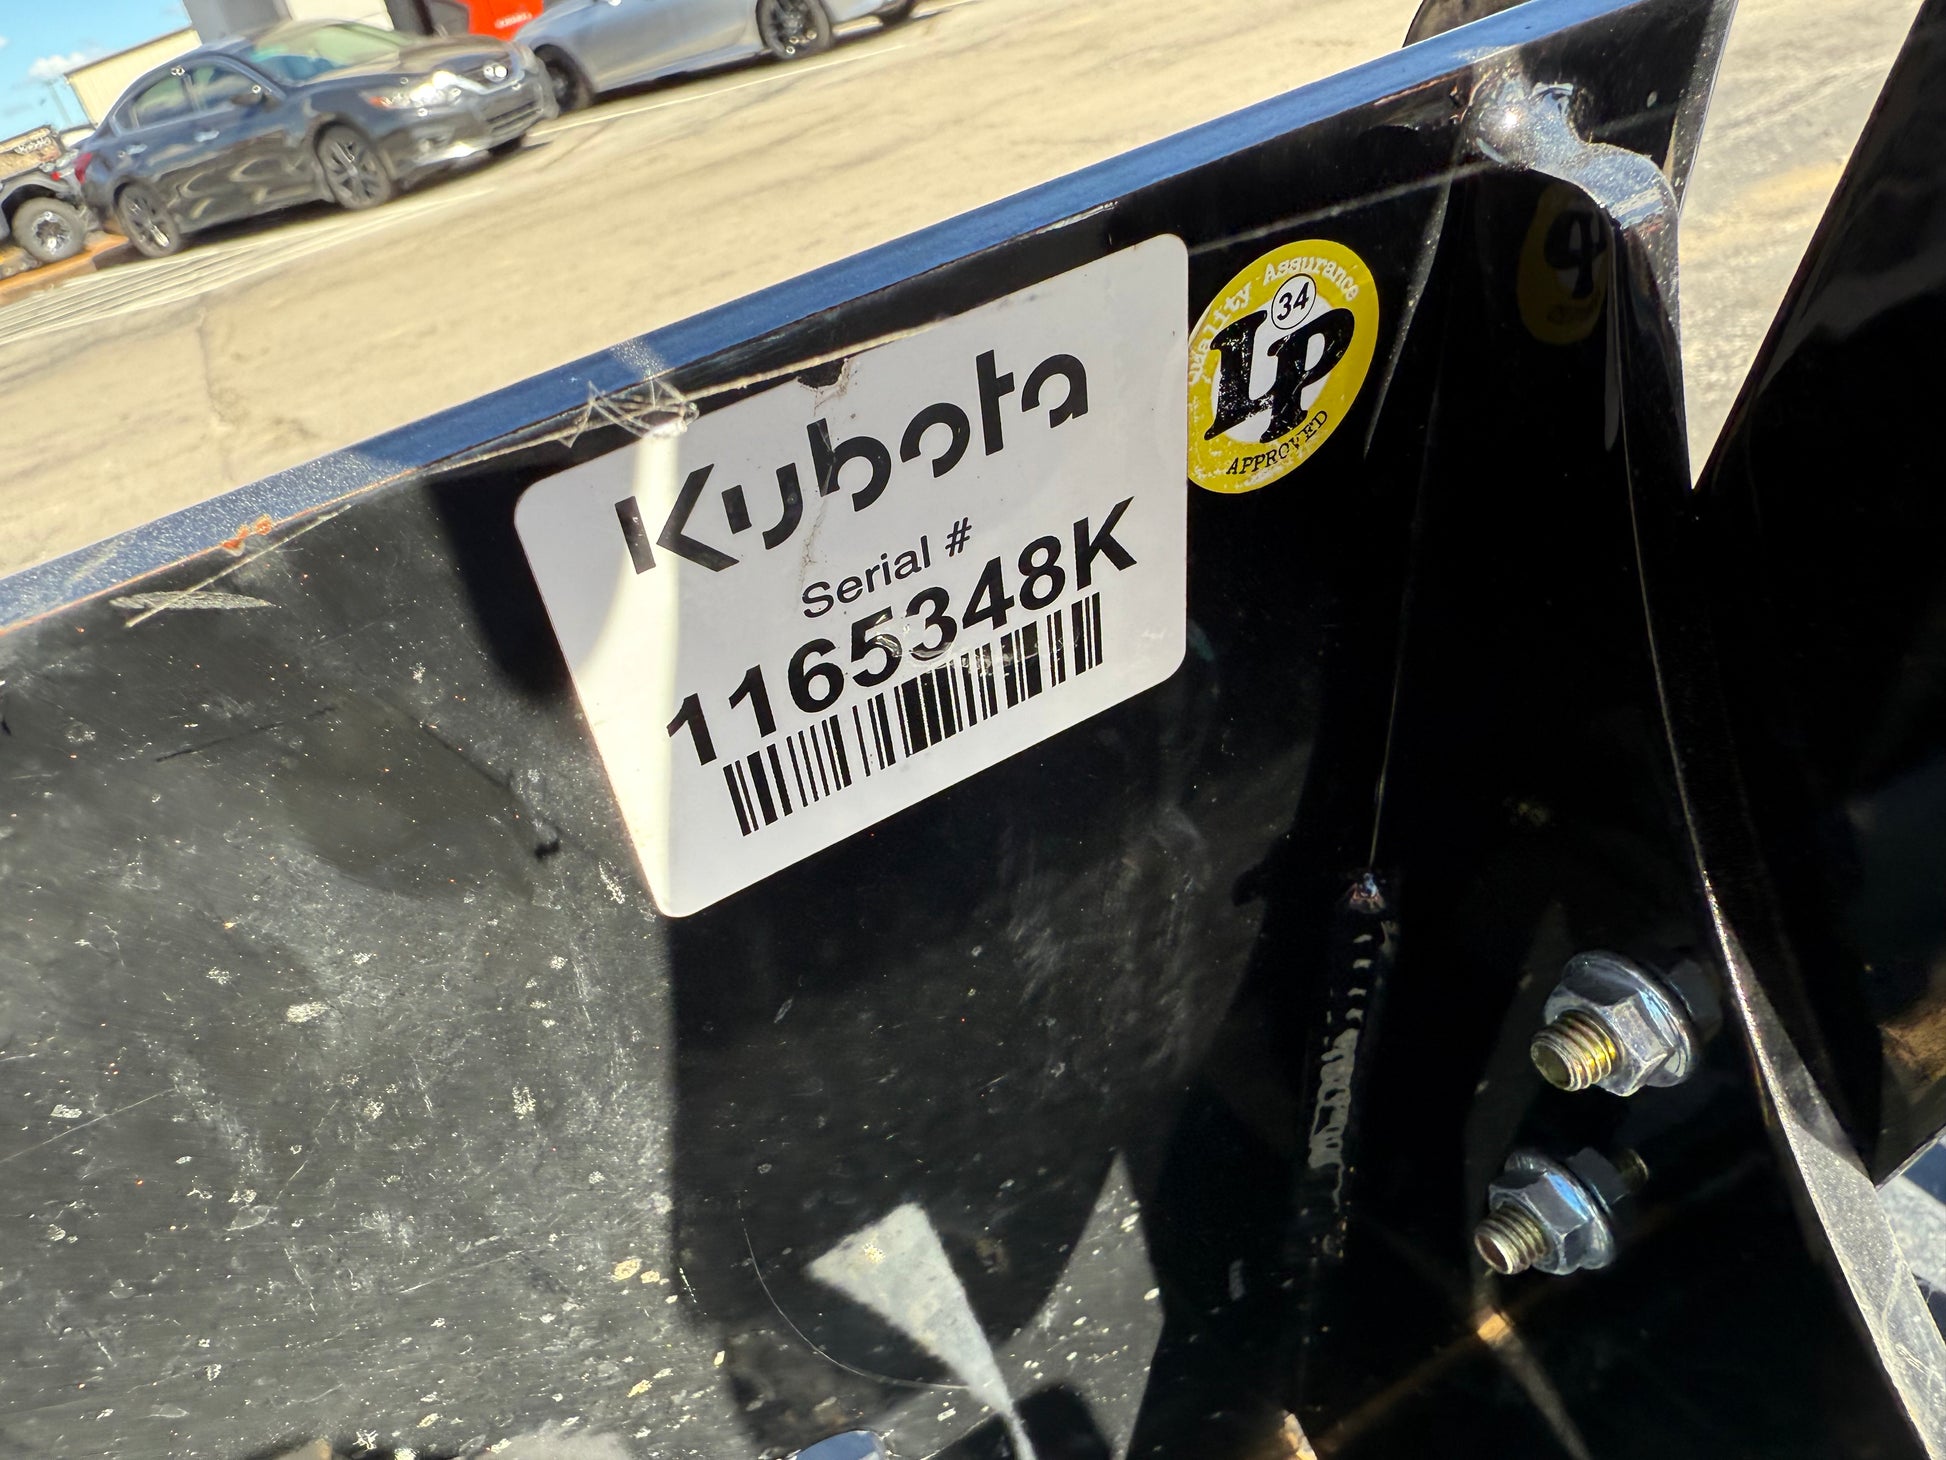 Kubota
Serial #
1165348K
Quality Assurance
34
LP
APPROVED